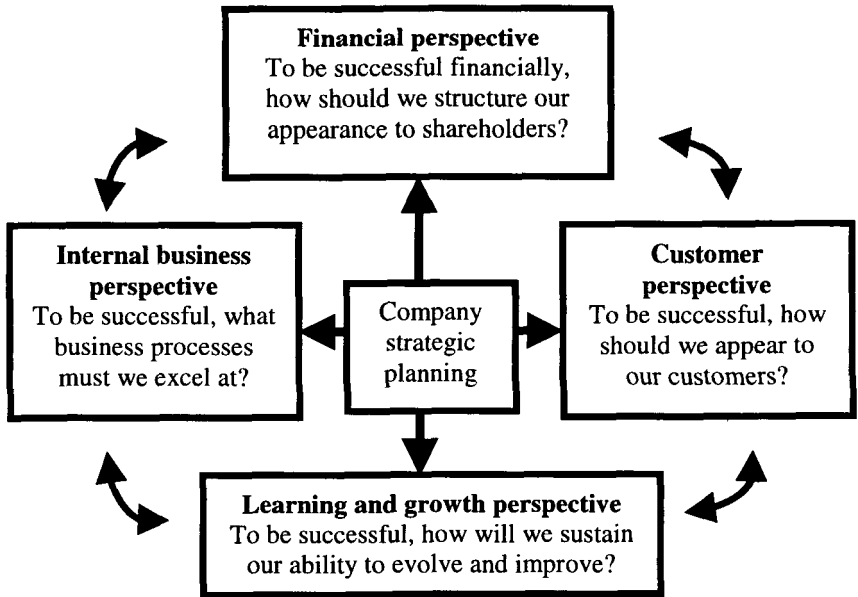 Financial perspective
To be successful financially,
how should we structure our
appearance to shareholders?
Internal business
perspective
To be successful, what
business processes
must we excel at?
Company
strategic
planning
Customer
perspective
To be successful, how
should we appear to
our customers?
Learning and growth perspective
To be successful, how will we sustain
our ability to evolve and improve?